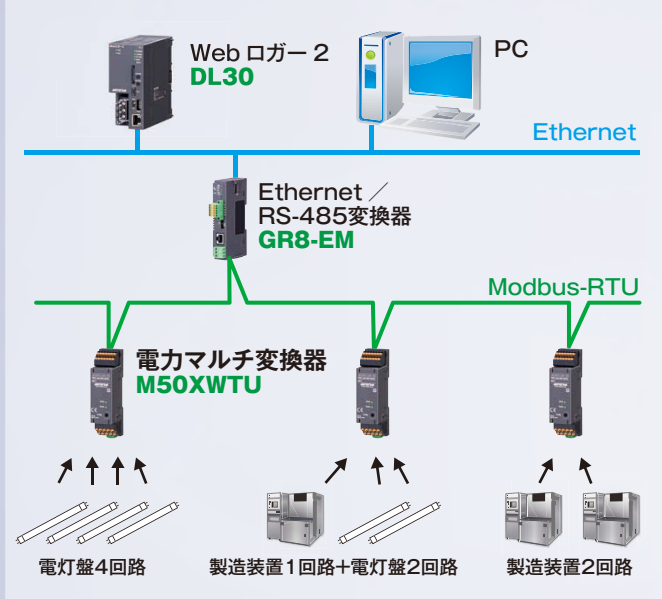 Web ロガー 2
DL30
PC
Ethernet
Ethernet ／
RS-485変換器
GR8-EM
Modbus-RTU
電力マルチ変換器
M50XWTU
電灯盤4回路
製造装置1回路+電灯盤2回路
製造装置2回路